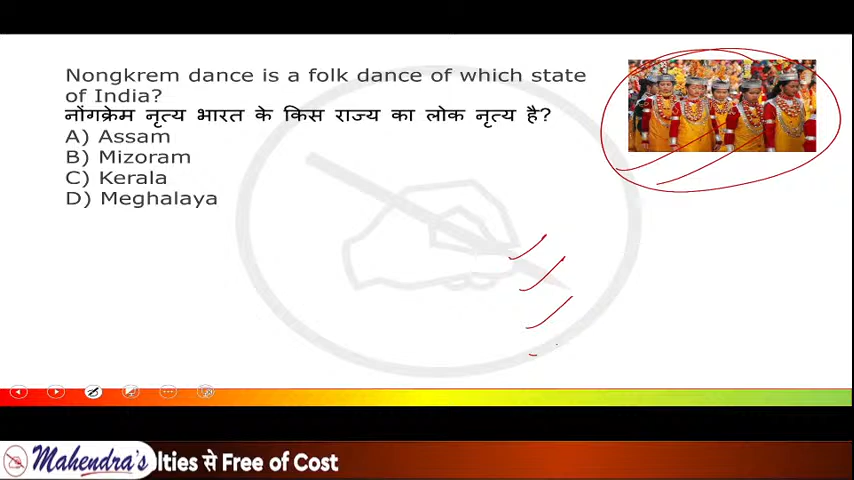 Nongkrem dance is a folk dance of which state
of India?
नोंगक्रेम नृत्य भारत के किस राज्य का लोक नृत्य है?
A) Assam
B) Mizoram
C) Kerala
D) Meghalaya
Mahendra's lties से Free of Cost